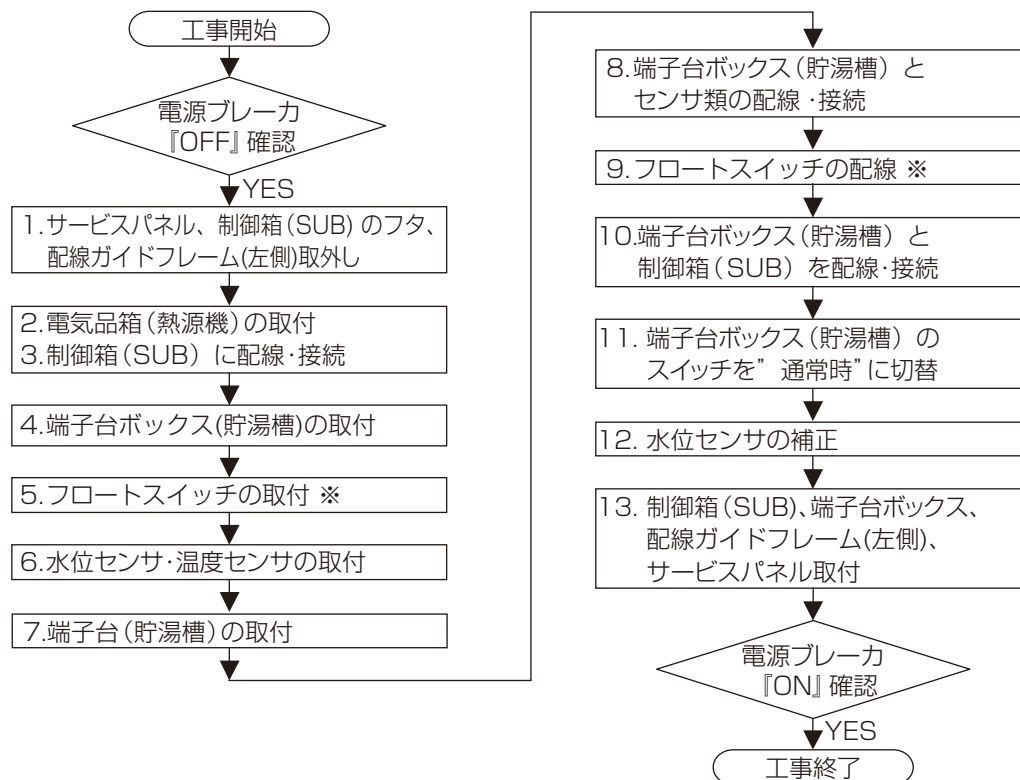 工事開始
電源ブレーカ
『OFF』確認
YES
1.サービスパネル、制御箱(SUB)のフタ、
配線ガイドフレーム(左側)取外し
2.電気品箱(熱源機)の取付
3.制御箱(SUB)に配線・接続
4.端子台ボックス(貯湯槽)の取付
5.フロートスイッチの取付 ※
6.水位センサ・温度センサの取付
7.端子台(貯湯槽)の取付
8.端子台ボックス(貯湯槽)と
センサ類の配線・接続
9.フロートスイッチの配線 ※
10.端子台ボックス(貯湯槽)と
制御箱(SUB)を配線・接続
11. 端子台ボックス(貯湯槽)の
スイッチを”通常時”に切替
12. 水位センサの補正
13. 制御箱(SUB)、端子台ボックス、
配線ガイドフレーム(左側)、
サービスパネル取付
電源ブレーカ
『ON』確認
YES
工事終了